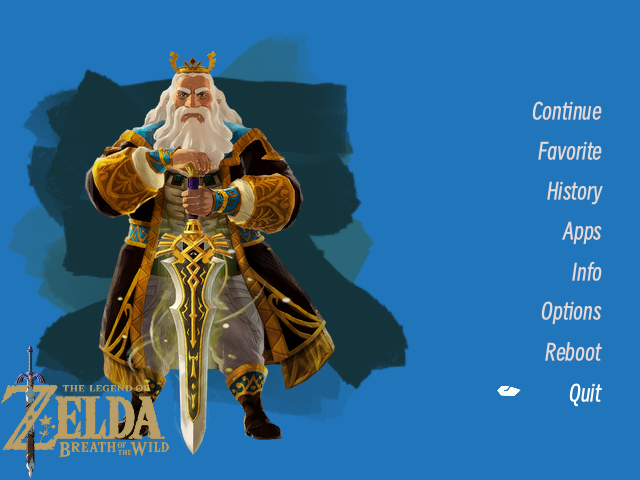 Continue
Favorite
History
Apps
Info
Options
Reboot
Quit
THE LEGEND OF
ZELDA
BREATH OF THE WILD